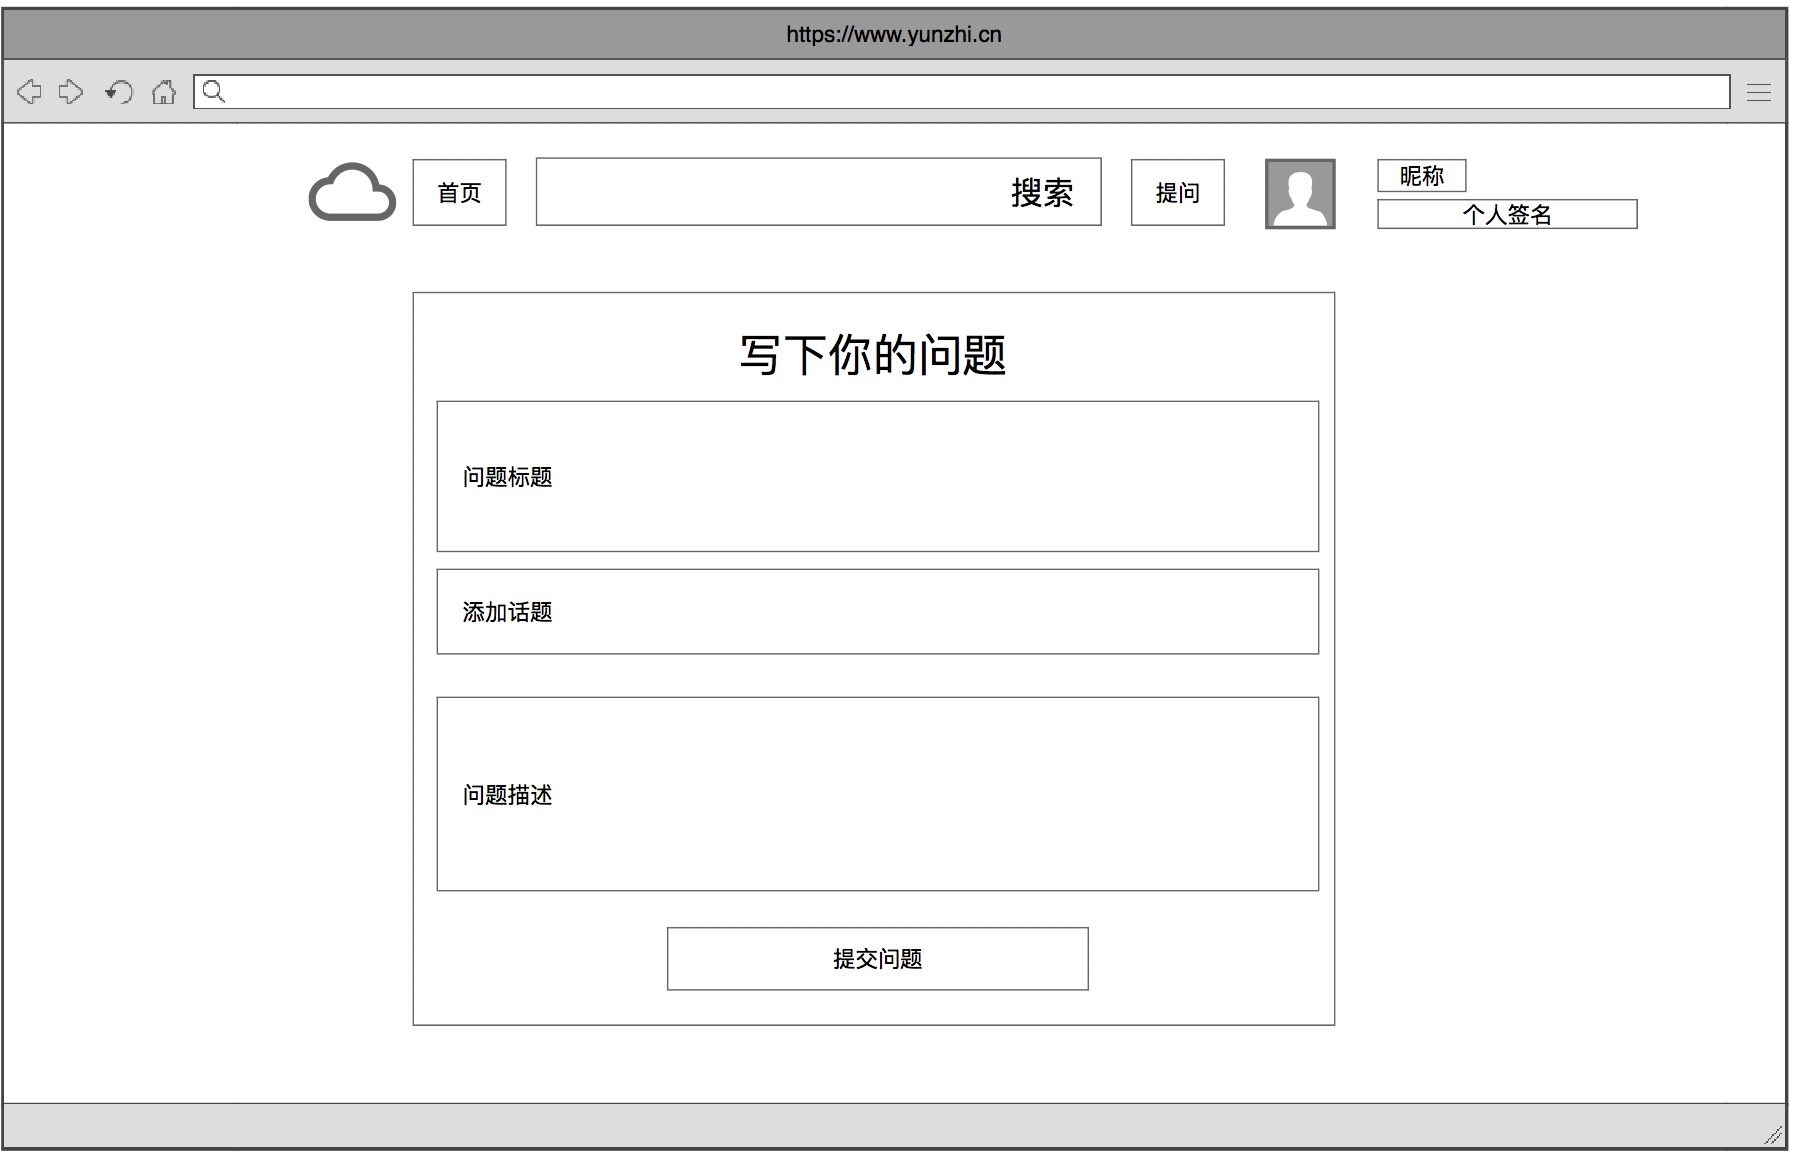 https://www.yunzhi.cn
首页
搜索
提问
昵称
个人签名
写下你的问题
问题标题
添加话题
问题描述
提交问题